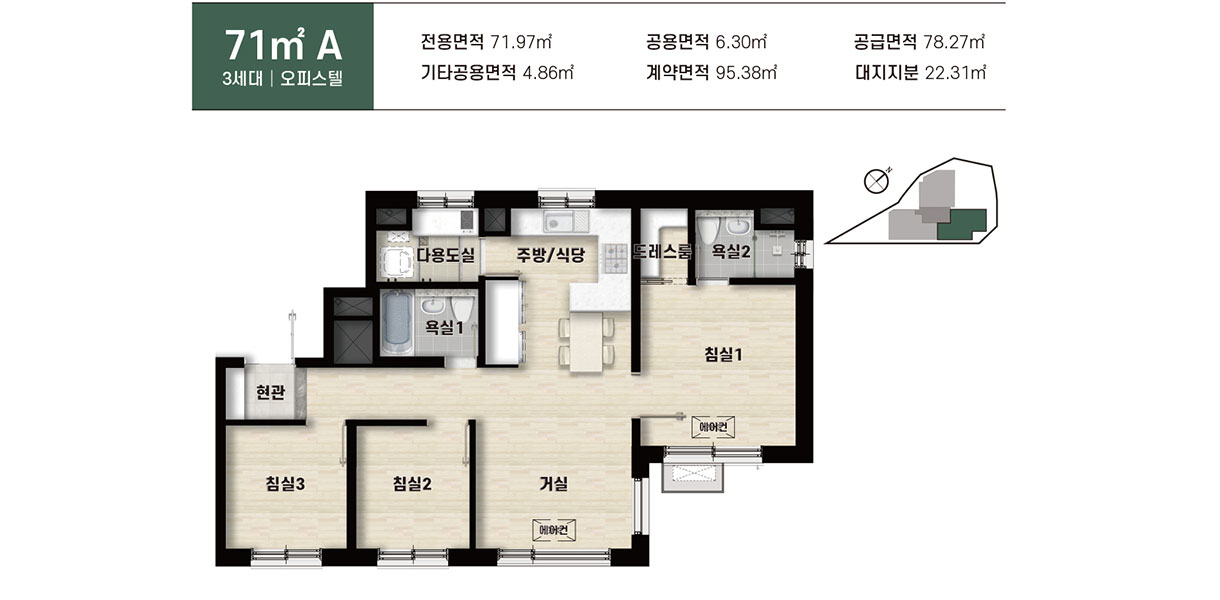 71㎡ A
3세대 | 오피스텔
전용면적 71.97㎡ 공용면적 6.30㎡ 공급면적 78.27㎡
기타공용면적 4.86㎡ 계약면적 95.38㎡ 대지지분 22.31㎡
N
다용도실 주방/식당 드레스룸 욕실2
욕실1
침실1
현관
에어컨
침실3 침실2 거실
에어컨